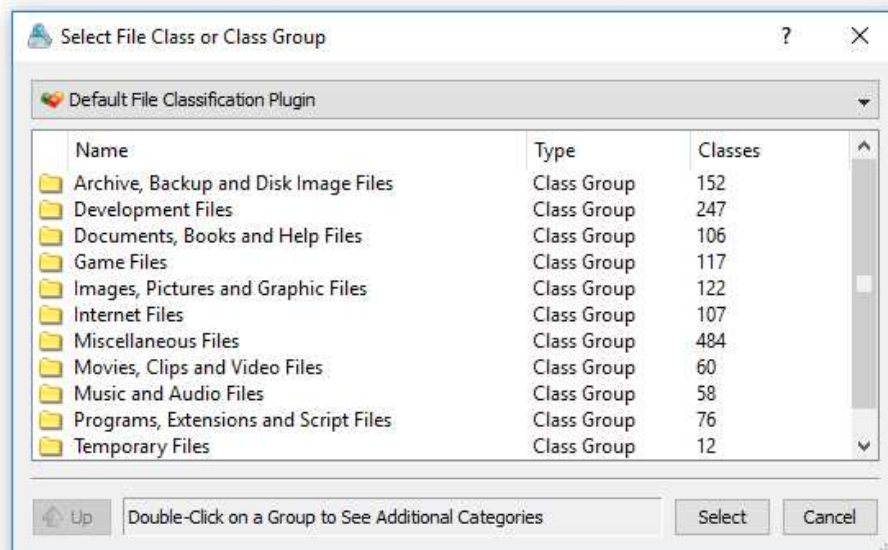 Select File Class or Class Group ?
Default File Classification Plugin
Name Type Classes
Archive, Backup and Disk Image Files Class Group 152
Development Files Class Group 247
Documents, Books and Help Files Class Group 106
Game Files Class Group 117
Images, Pictures and Graphic Files Class Group 122
Internet Files Class Group 107
Miscellaneous Files Class Group 484
Movies, Clips and Video Files Class Group 60
Music and Audio Files Class Group 58
Programs, Extensions and Script Files Class Group 76
Temporary Files Class Group 12
Up Double-Click on a Group to See Additional Categories Select Cancel